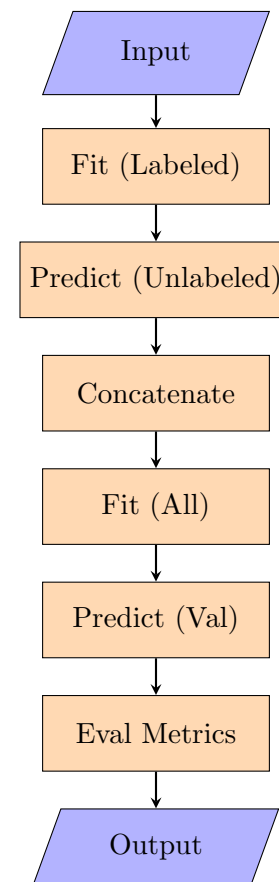 Input
Fit (Labeled)
Predict (Unlabeled)
Concatenate
Fit (All)
Predict (Val)
Eval Metrics
Output